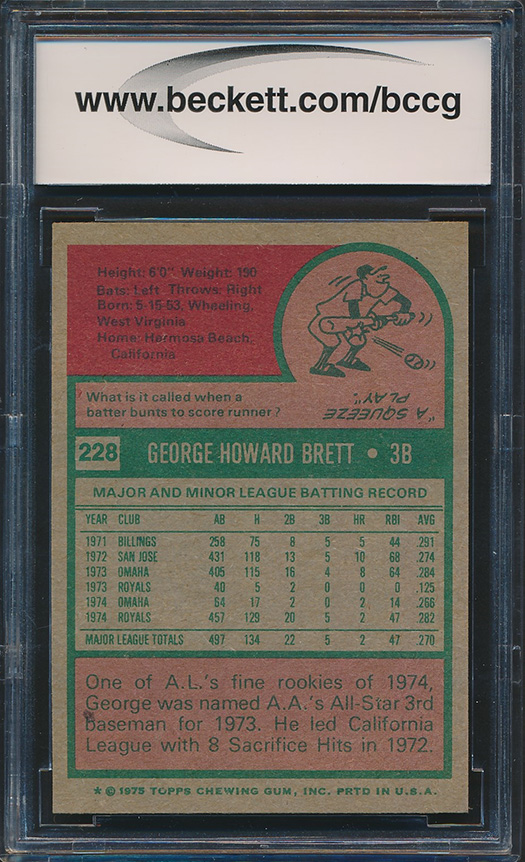 www.beckett.com/bccg
Height: 6'0" Weight: 190
Bats: Left Throws: Right
Born: 5-15-53, Wheeling,
West Virginia
Home: Hermosa Beach,
California
What is it called when a
batter bunts to score runner?
"A SQUEEZE
PLAY."
228 GEORGE HOWARD BRETT • 3B
MAJOR AND MINOR LEAGUE BATTING RECORD
YEAR CLUB AB H 2B 3B HR RBI AVG
1971 BILLINGS 258 75 8 5 5 44 .291
1972 SAN JOSE 431 118 13 5 10 68 .274
1973 OMAHA 405 115 16 4 8 64 .284
1973 ROYALS 40 5 2 0 0 0 .125
1974 OMAHA 64 17 2 0 2 14 .266
1974 ROYALS 457 129 20 5 2 47 .282
MAJOR LEAGUE TOTALS 497 134 22 5 2 47 .270
One of A.L.'s fine rookies of 1974,
George was named A.A.'s All-Star 3rd
baseman for 1973. He led California
League with 8 Sacrifice Hits in 1972.
★ © 1975 TOPPS CHEWING GUM, INC. PRTD IN U.S.A.